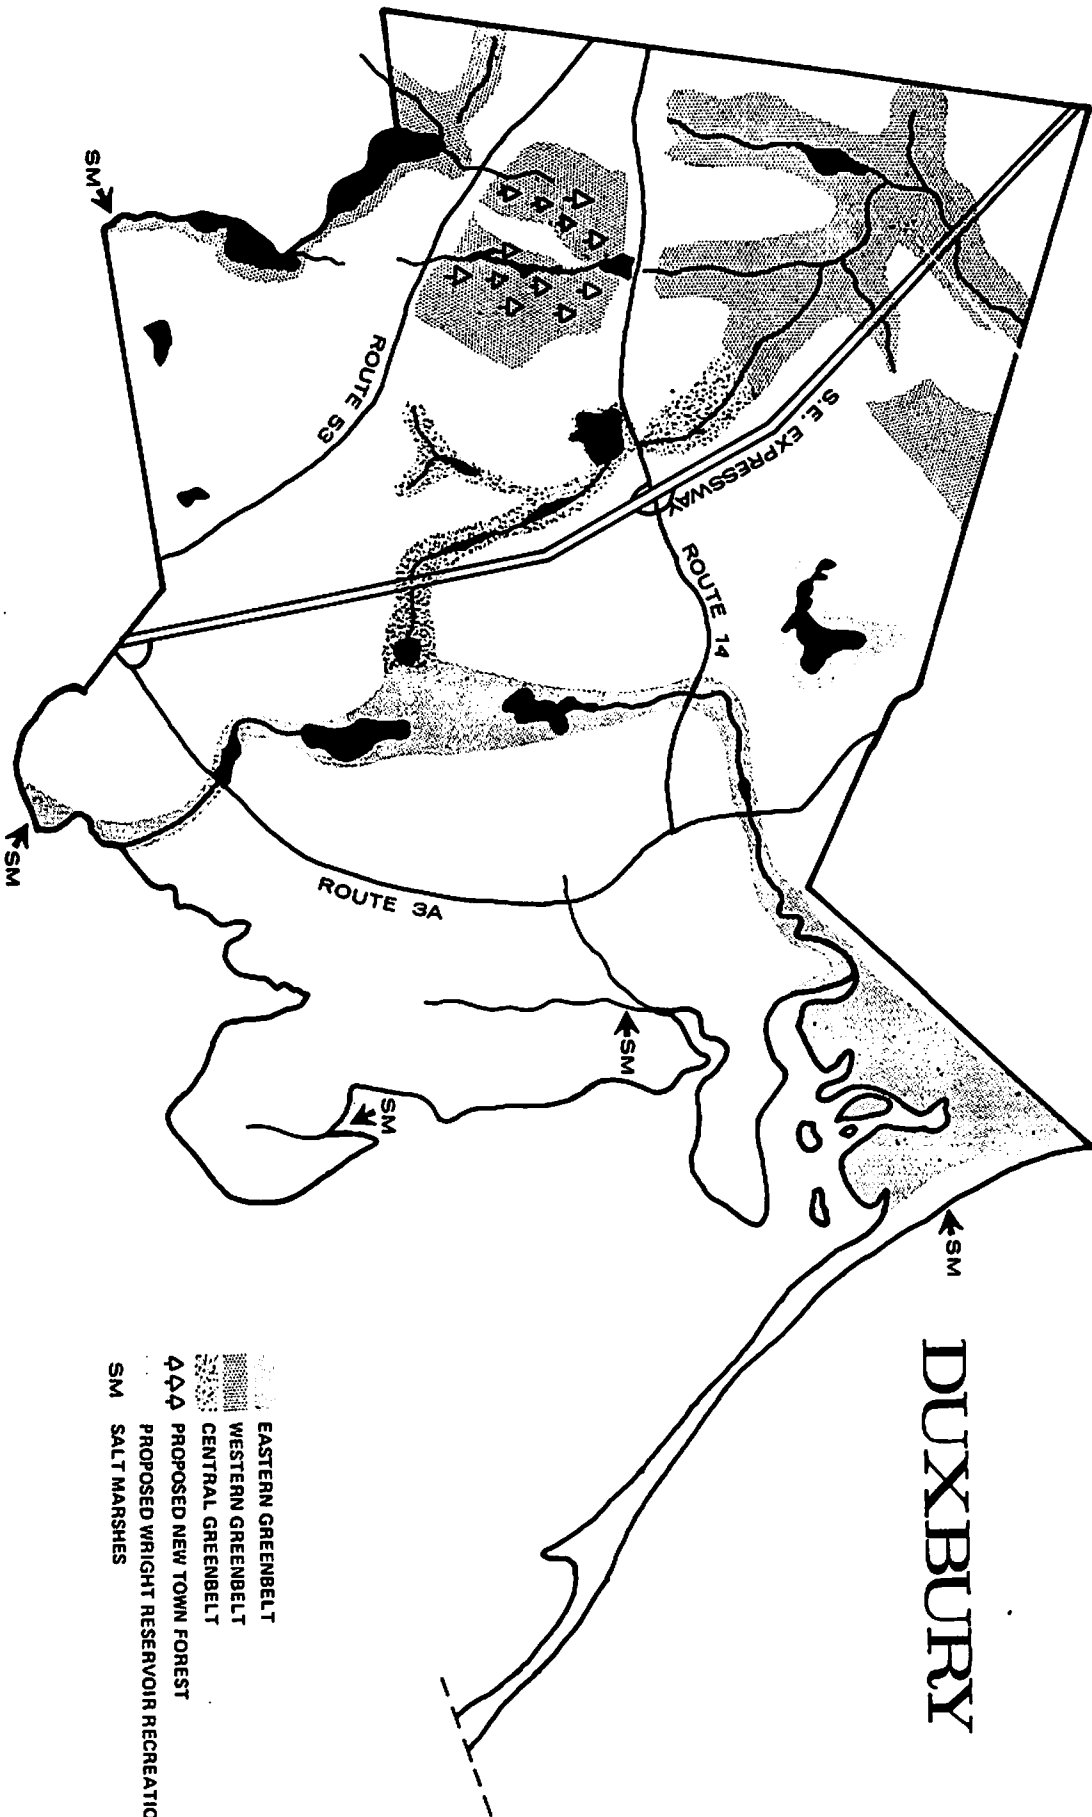 DUXBURY
S.E. EXPRESSWAY
ROUTE 14
ROUTE 53
ROUTE 3A
SM
SM
SM
SM
SM
EASTERN GREENBELT
WESTERN GREENBELT
CENTRAL GREENBELT
PROPOSED NEW TOWN FOREST
PROPOSED WRIGHT RESERVOIR RECREATIO
SM SALT MARSHES